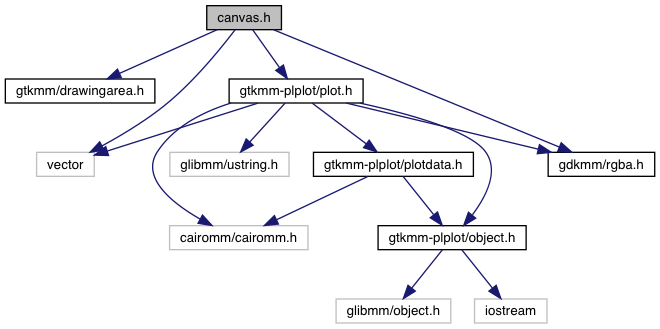 canvas.h
gtkmm/drawingarea.h
gtkmm-plplot/plot.h
vector
glibmm/ustring.h
gtkmm-plplot/plotdata.h
gdkmm/rgba.h
cairomm/cairomm.h
gtkmm-plplot/object.h
glibmm/object.h
iostream